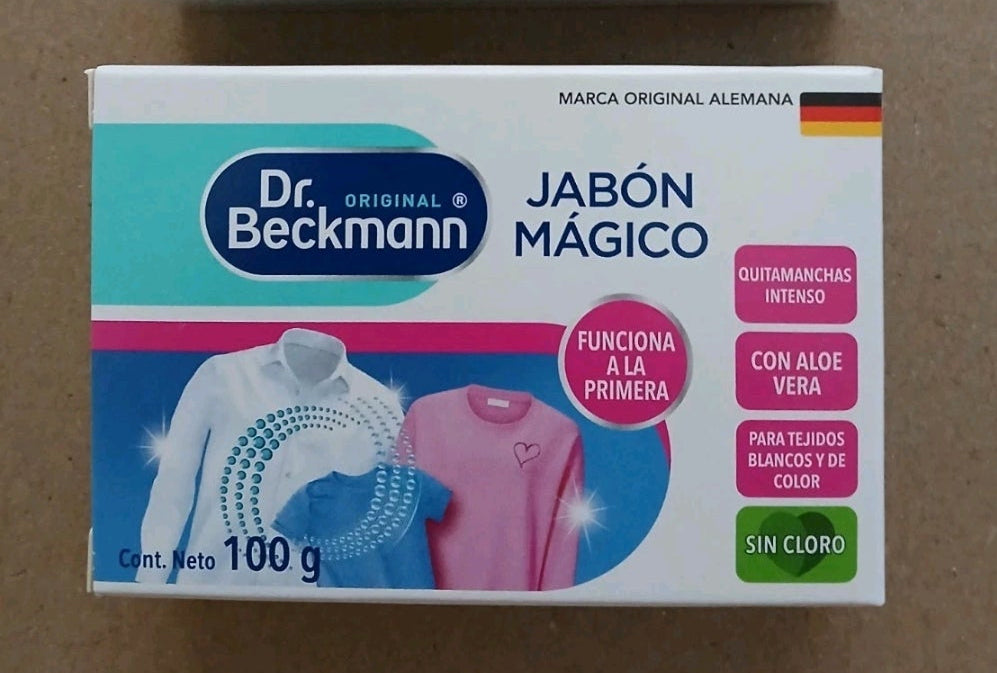 MARCA ORIGINAL ALEMANA
Dr.
ORIGINAL ®
Beckmann
JABÓN
MÁGICO
QUITAMANCHAS
INTENSO
FUNCIONA
A LA
PRIMERA
CON ALOE
VERA
PARA TEJIDOS
BLANCOS Y DE
COLOR
SIN CLORO
Cont. Neto 100 g